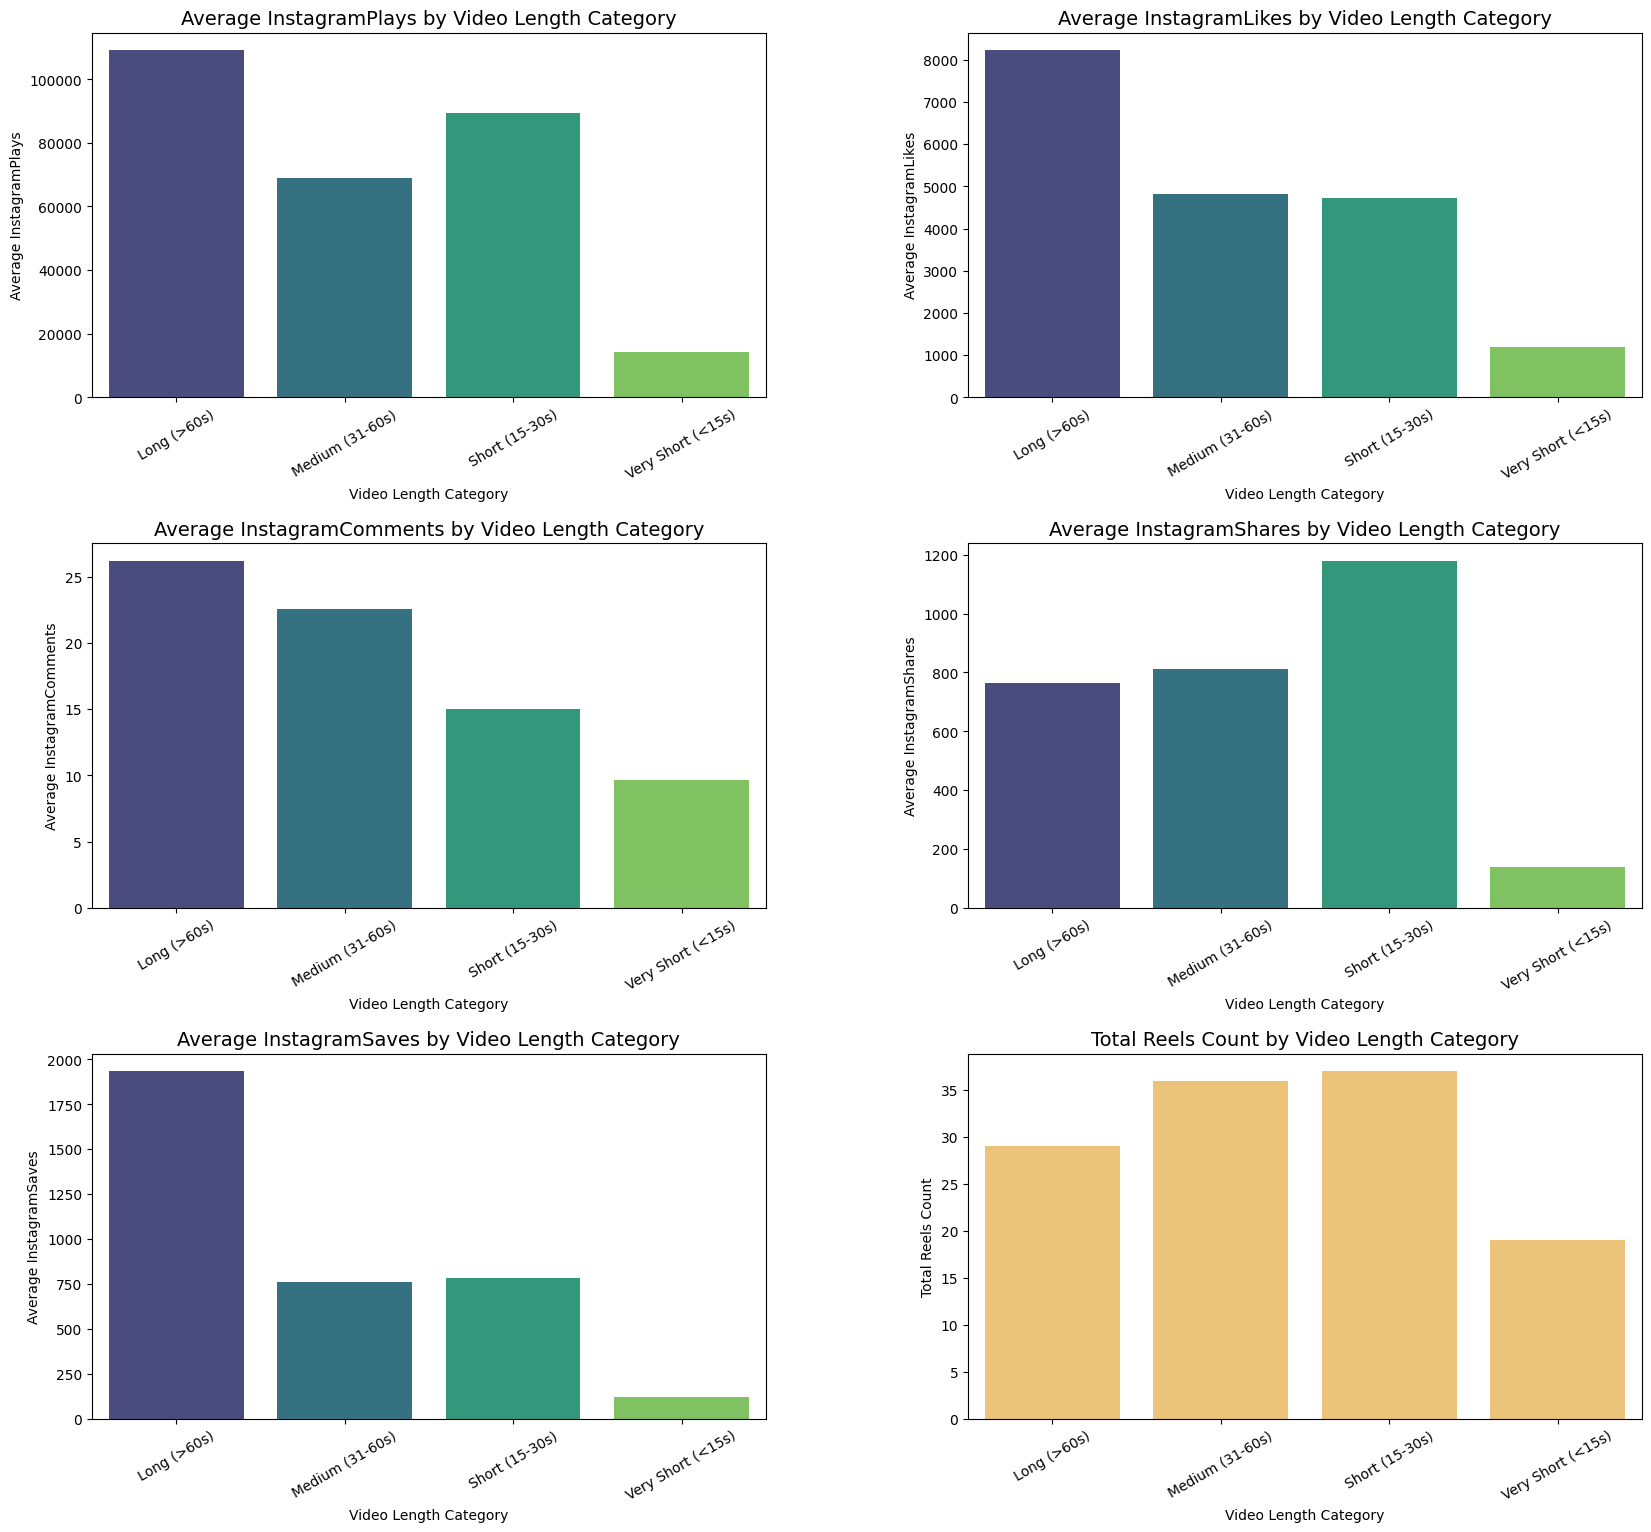 Average InstagramPlays by Video Length Category
Average InstagramPlays
100000
80000
60000
40000
20000
0
Long (>60s)
Medium (31-60s)
Short (15-30s)
Very Short (<15s)
Video Length Category
Average InstagramLikes by Video Length Category
Average InstagramLikes
8000
7000
6000
5000
4000
3000
2000
1000
0
Long (>60s)
Medium (31-60s)
Short (15-30s)
Very Short (<15s)
Video Length Category
Average InstagramComments by Video Length Category
Average InstagramComments
25
20
15
10
5
0
Long (>60s)
Medium (31-60s)
Short (15-30s)
Very Short (<15s)
Video Length Category
Average InstagramShares by Video Length Category
Average InstagramShares
1200
1000
800
600
400
200
0
Long (>60s)
Medium (31-60s)
Short (15-30s)
Very Short (<15s)
Video Length Category
Average InstagramSaves by Video Length Category
Average InstagramSaves
2000
1750
1500
1250
1000
750
500
250
0
Long (>60s)
Medium (31-60s)
Short (15-30s)
Very Short (<15s)
Video Length Category
Total Reels Count by Video Length Category
Total Reels Count
35
30
25
20
15
10
5
0
Long (>60s)
Medium (31-60s)
Short (15-30s)
Very Short (<15s)
Video Length Category